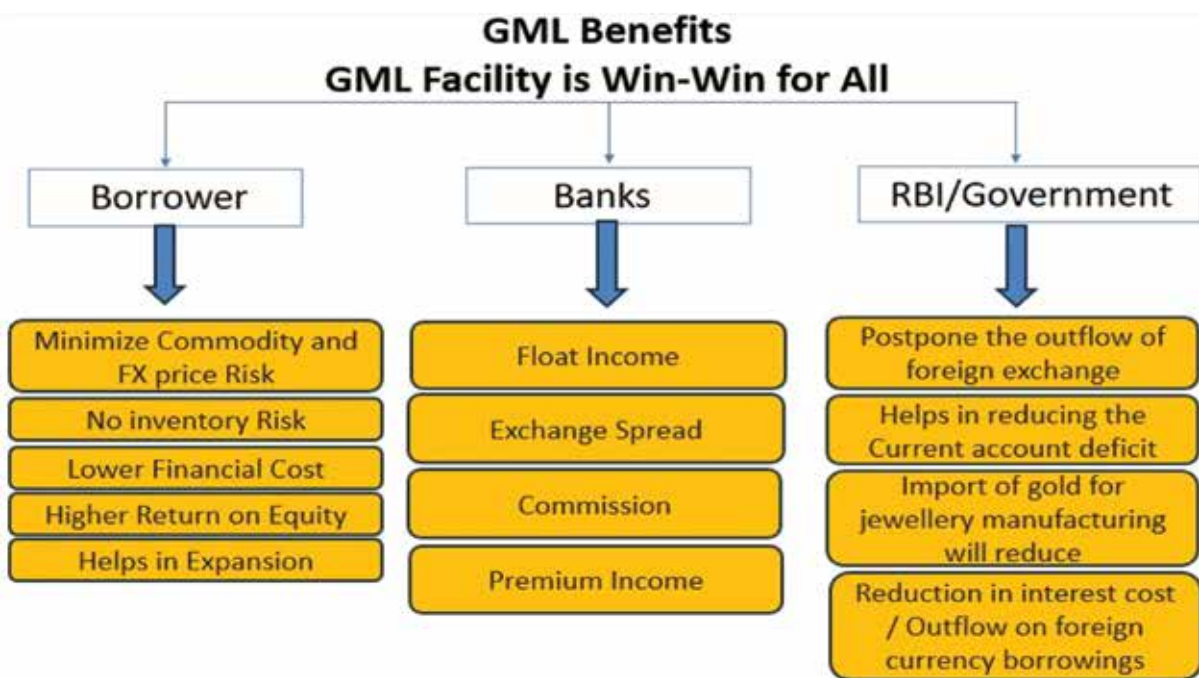 GML Benefits
GML Facility is Win-Win for All
Borrower
Minimize Commodity and
FX price Risk
No inventory Risk
Lower Financial Cost
Higher Return on Equity
Helps in Expansion
Banks
Float Income
Exchange Spread
Commission
Premium Income
RBI/Government
Postpone the outflow of
foreign exchange
Helps in reducing the
Current account deficit
Import of gold for
jewellery manufacturing
will reduce
Reduction in interest cost
/ Outflow on foreign
currency borrowings